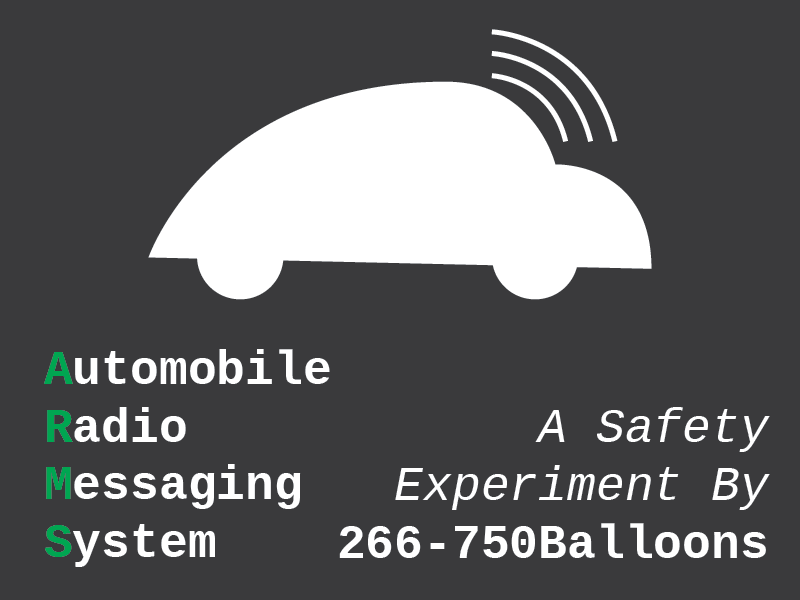 Automobile
Radio
Messaging
System
A Safety
Experiment By
266-750Balloons